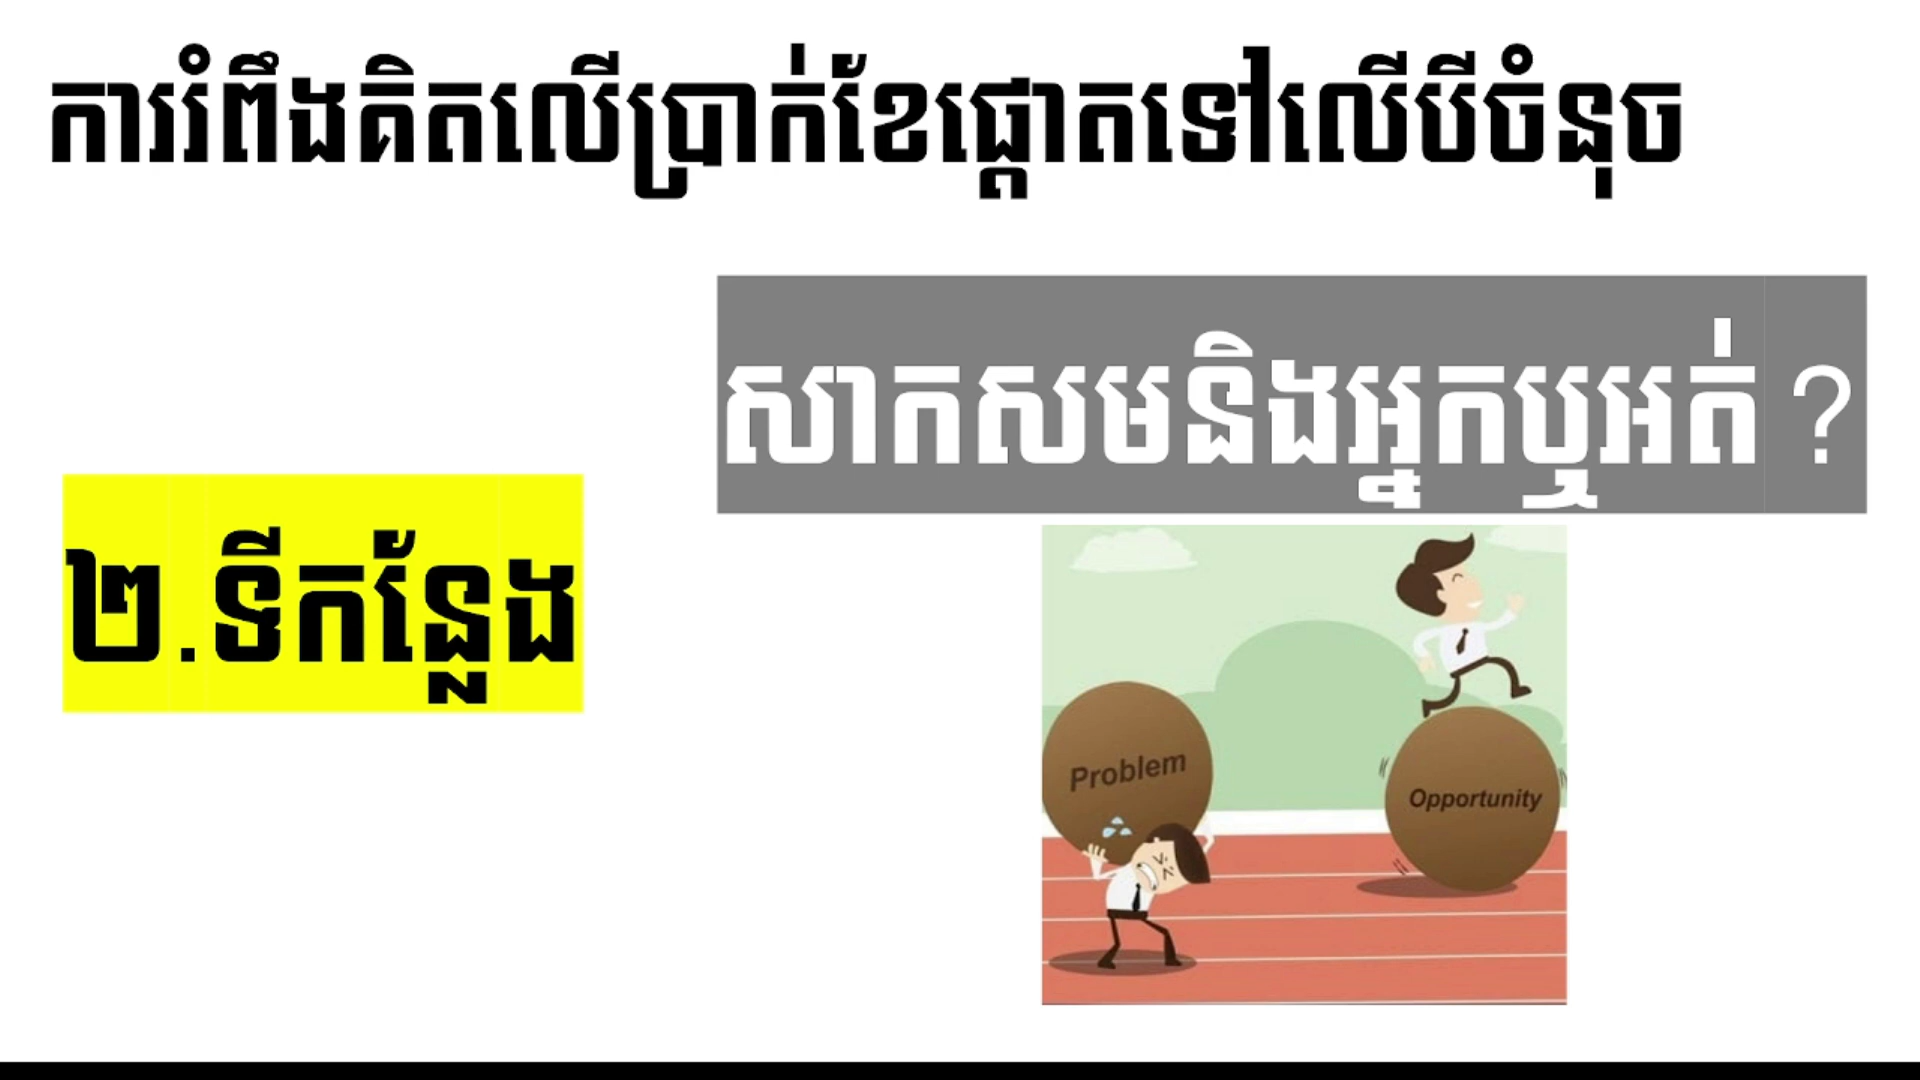 ការរំពឹងគិតលើប្រាក់ខែផ្តោតទៅលើបីចំនុច
សាកសមនិងអ្នកឬអត់ ?
២.ទីកន្លែង
Problem
Opportunity